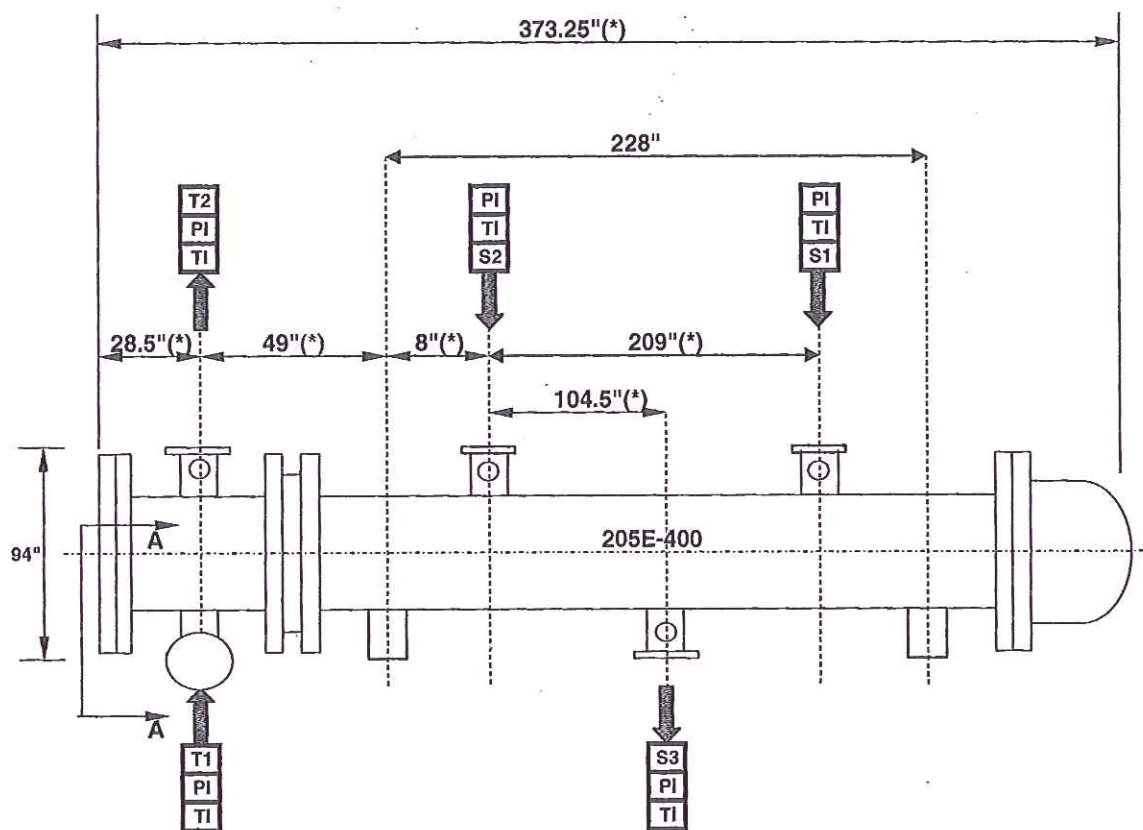 373.25"(*)
228"
T2
PI
TI
PI
TI
S2
PI
TI
S1
28.5"(*)
49"(*)
8"(*)
209"(*)
104.5"(*)
A
94"
205E-400
A
T1
PI
TI
S3
PI
TI